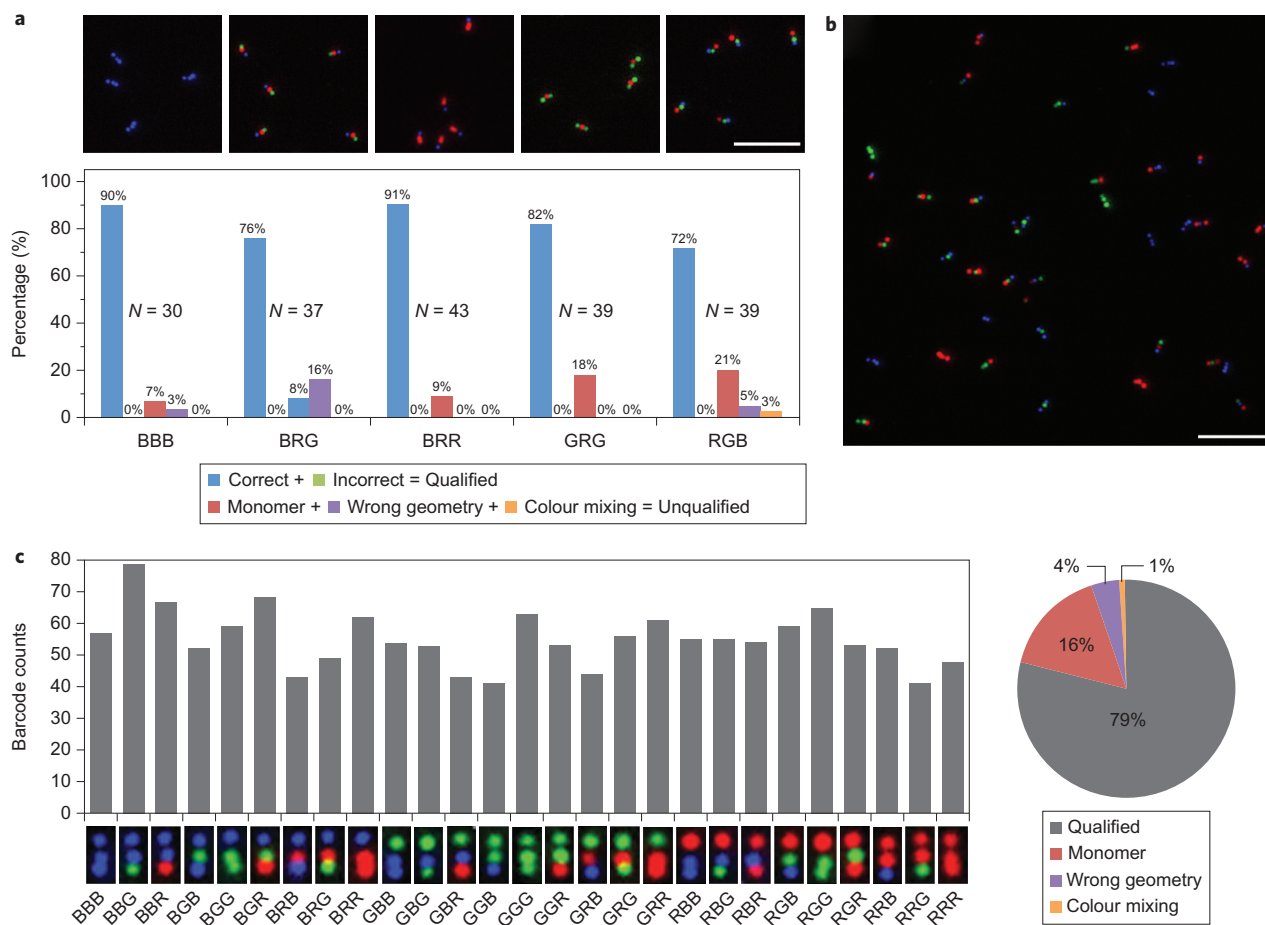 a
b
100
80
60
40
20
0
Percentage (%)
90%
0%
7%
3%
0%
N = 30
76%
0%
8%
16%
0%
N = 37
91%
0%
9%
0%
0%
N = 43
82%
0%
18%
0%
0%
N = 39
72%
0%
21%
5%
3%
N = 39
BBB
BRG
BRR
GRG
RGB
Correct + Incorrect = Qualified
Monomer + Wrong geometry + Colour mixing = Unqualified
c
80
70
60
50
40
30
20
10
0
Barcode counts
BBB
BBG
BBR
BGB
BGG
BGR
BRB
BRG
BRR
GBB
GBG
GBR
GGB
GGG
GGR
GRB
GRG
GRR
RBB
RBG
RBR
RGB
RGG
RGR
RRB
RRG
RRR
4%
1%
16%
79%
Qualified
Monomer
Wrong geometry
Colour mixing